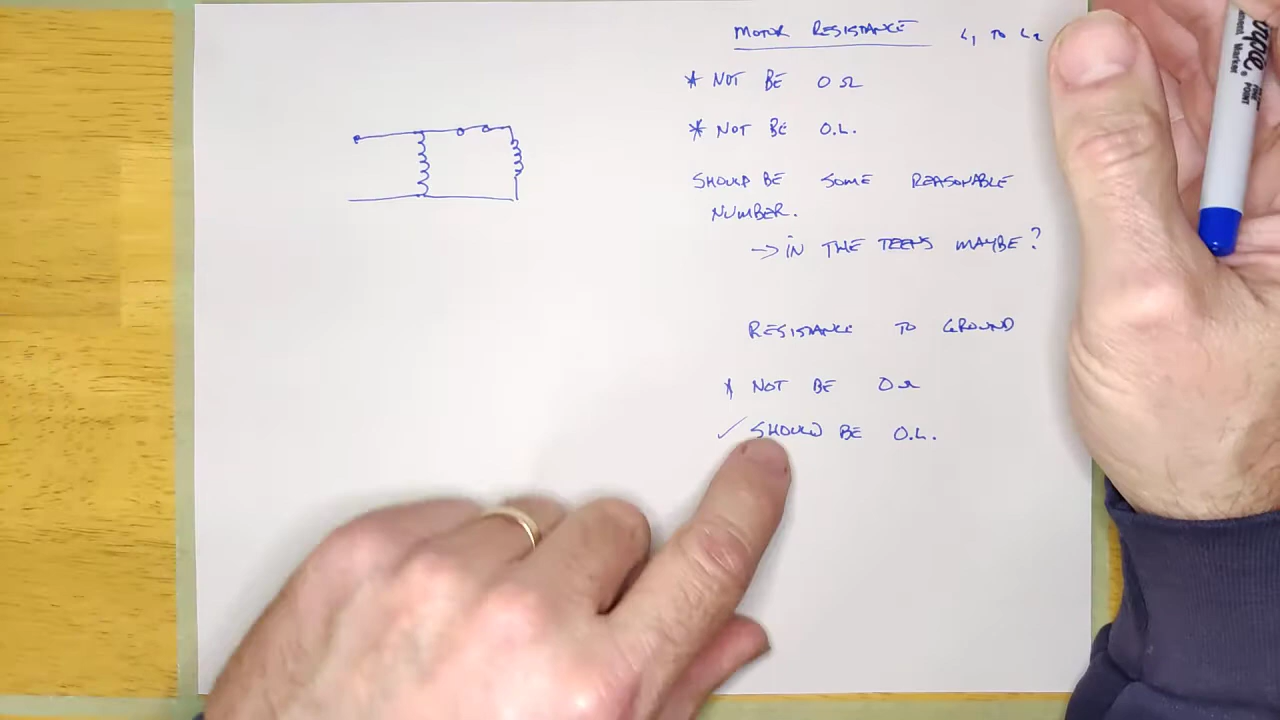 MOTOR RESISTANCE L1 TO L2
* NOT BE 0 Ω
* NOT BE O.L.
SHOULD BE SOME REASONABLE
NUMBER.
→ IN THE TEENS MAYBE?
RESISTANCE TO GROUND
* NOT BE 0 Ω
✓ SHOULD BE O.L.